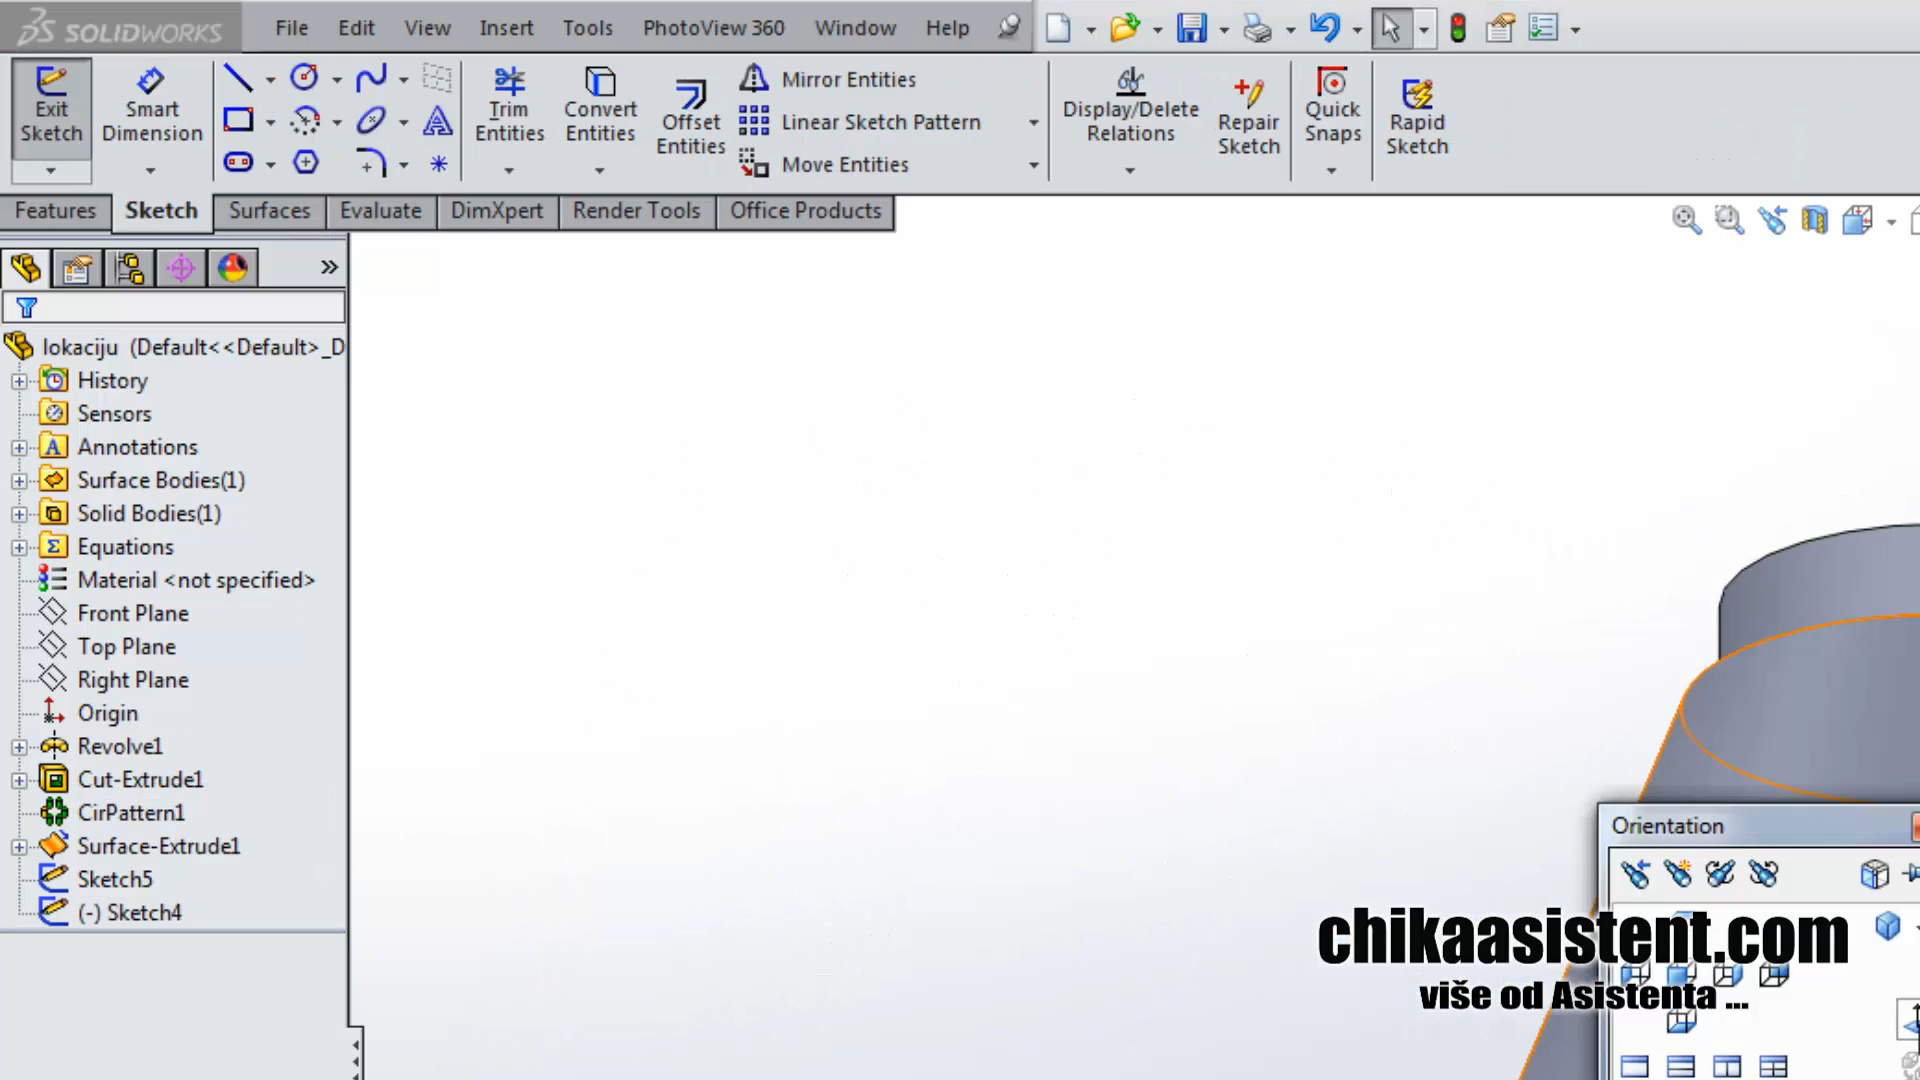 SOLIDWORKS
File Edit View Insert Tools PhotoView 360 Window Help
Exit Sketch
Smart Dimension
Trim Entities
Convert Entities
Offset Entities
Mirror Entities
Linear Sketch Pattern
Move Entities
Display/Delete Relations
Repair Sketch
Quick Snaps
Rapid Sketch
Features Sketch Surfaces Evaluate DimXpert Render Tools Office Products
lokaciju (Default<<Default>_D
History
Sensors
Annotations
Surface Bodies(1)
Solid Bodies(1)
Equations
Material <not specified>
Front Plane
Top Plane
Right Plane
Origin
Revolve1
Cut-Extrude1
CirPattern1
Surface-Extrude1
Sketch5
(-) Sketch4
Orientation
chikaasistent.com
više od Asistenta ...